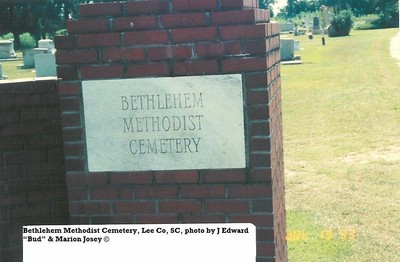 BETHLEHEM
METHODIST
CEMETERY
Bethlehem Methodist Cemetery, Lee Co, SC, photo by J Edward
“Bud” & Marion Josey ©